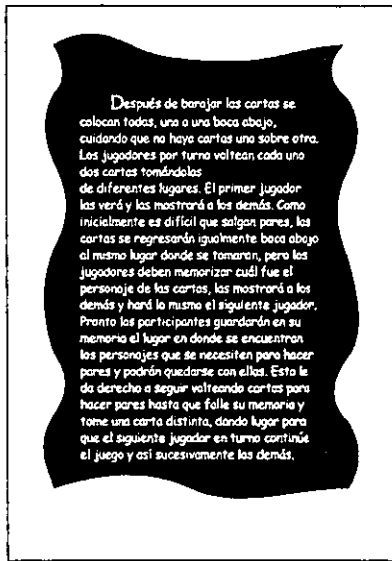 Después de barajar las cartas se
colocan todas, una a una boca abajo,
cuidando que no haya cartas una sobre otra.
Los jugadores por turno voltean cada uno
dos cartas tomándolas
de diferentes lugares. El primer jugador
las verá y las mostrará a los demás. Como
inicialmente es difícil que salgan pares, las
cartas se regresarán igualmente boca abajo
al mismo lugar donde se tomaron, pero los
jugadores deben memorizar cuál fue el
personaje de las cartas, las mostrará a los
demás y hará lo mismo el siguiente jugador.
Pronto los participantes guardarán en su
memoria el lugar en donde se encuentran
los personajes que se necesiten para hacer
pares y podrán quedarse con ellas. Esto le
da derecho a seguir volteando cartas para
hacer pares hasta que falle su memoria y
tome una carta distinta, dando lugar para
que el siguiente jugador en turno continúe
el juego y así sucesivamente los demás.